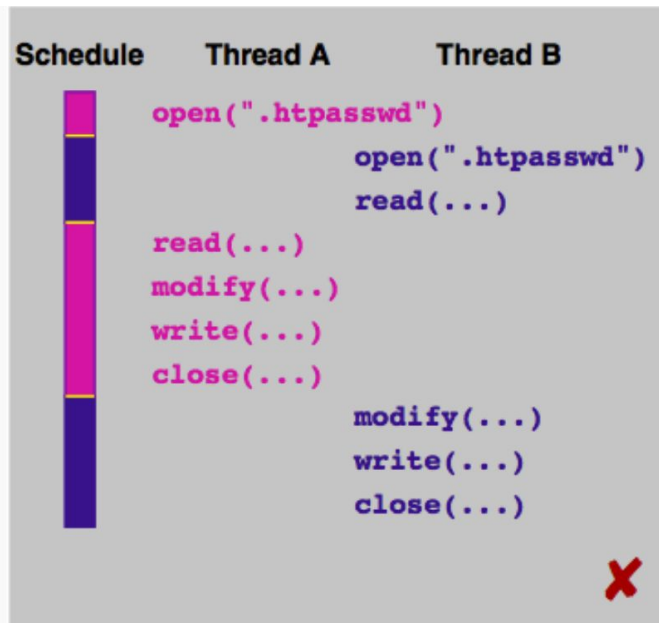 Schedule Thread A Thread B
open(".htpasswd")
open(".htpasswd")
read(...)
read(...)
modify(...)
write(...)
close(...)
modify(...)
write(...)
close(...)